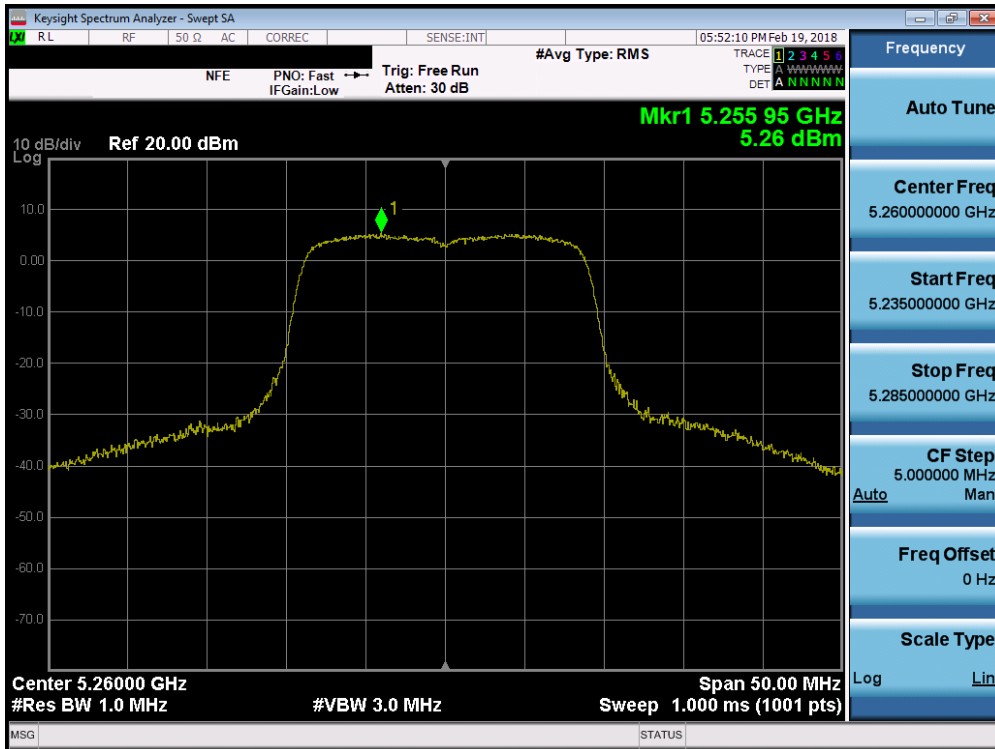 Keysight Spectrum Analyzer - Swept SA
LXI RL RF 50 Ω AC CORREC SENSE:INT 05:52:10 PM Feb 19, 2018
#Avg Type: RMS TRACE 1 2 3 4 5 6
NFE PNO: Fast Trig: Free Run TYPE A WWWWW
IFGain:Low Atten: 30 dB DET A N N N N N
Mkr1 5.255 95 GHz
5.26 dBm
10 dB/div Ref 20.00 dBm
Log
10.0
1
0.00
-10.0
-20.0
-30.0
-40.0
-50.0
-60.0
-70.0
Center 5.26000 GHz Span 50.00 MHz
#Res BW 1.0 MHz #VBW 3.0 MHz Sweep 1.000 ms (1001 pts)
MSG STATUS
Frequency
Auto Tune
Center Freq
5.260000000 GHz
Start Freq
5.235000000 GHz
Stop Freq
5.285000000 GHz
CF Step
5.000000 MHz
Auto Man
Freq Offset
0 Hz
Scale Type
Log Lin